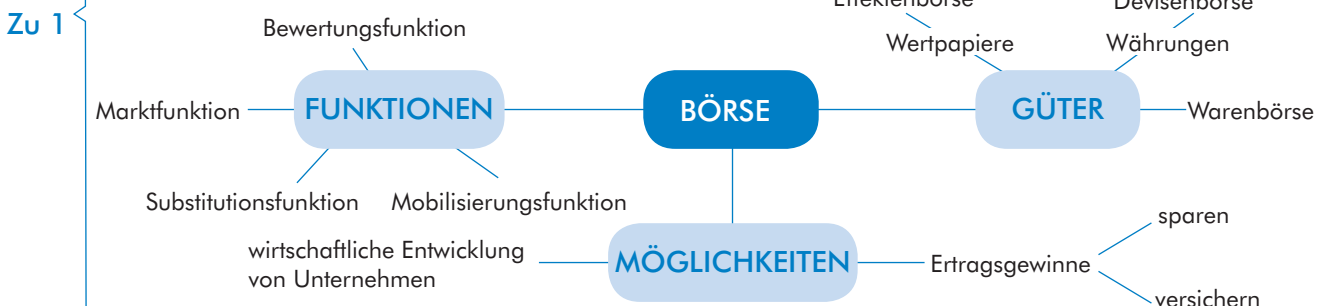 Zu 1
Effektenbörse
Devisenbörse
Bewertungsfunktion
Wertpapiere
Währungen
Marktfunktion
FUNKTIONEN
BÖRSE
GÜTER
Warenbörse
Substitutionsfunktion
Mobilisierungsfunktion
sparen
wirtschaftliche Entwicklung
von Unternehmen
MÖGLICHKEITEN
Ertragsgewinne
versichern